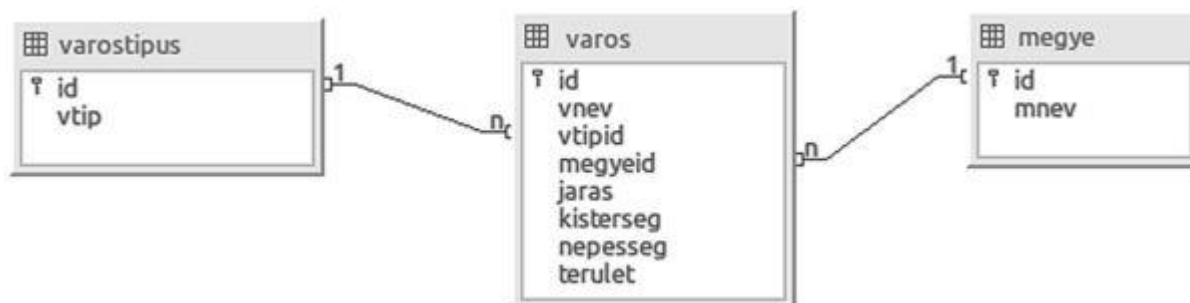 varostipus
id
vtip
1
n
varos
id
vnev
vtipid
megyeid
jaras
kisterseg
nepesseg
terulet
n
1
megye
id
mnev